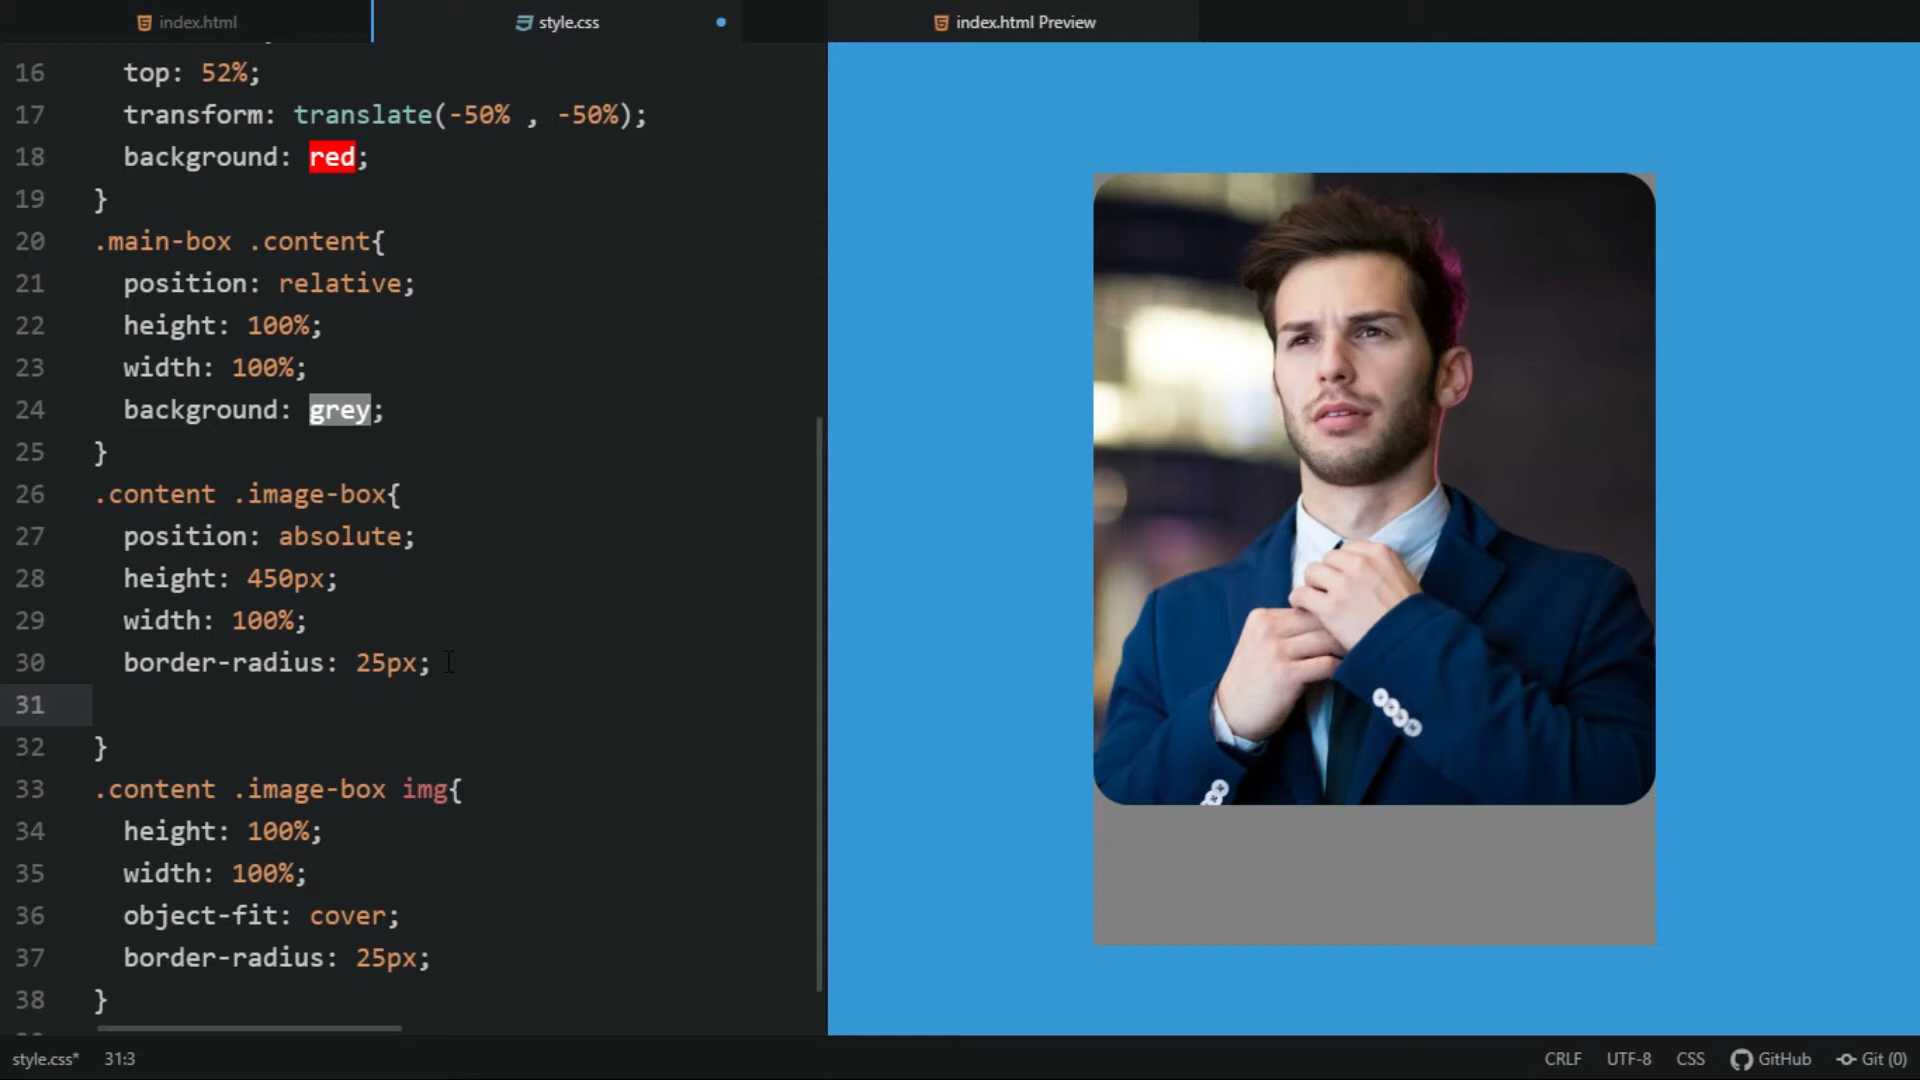 index.html
style.css
index.html Preview
16 top: 52%;
17 transform: translate(-50% , -50%);
18 background: red;
19 }
20 .main-box .content{
21 position: relative;
22 height: 100%;
23 width: 100%;
24 background: grey;
25 }
26 .content .image-box{
27 position: absolute;
28 height: 450px;
29 width: 100%;
30 border-radius: 25px;
31
32 }
33 .content .image-box img{
34 height: 100%;
35 width: 100%;
36 object-fit: cover;
37 border-radius: 25px;
38 }
style.css* 31:3 CRLF UTF-8 CSS GitHub Git (0)